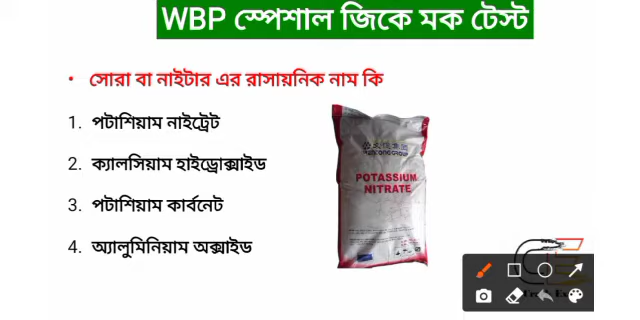 WBP স্পেশাল জিকে মক টেস্ট
• সোরা বা নাইটার এর রাসায়নিক নাম কি
1. পটাশিয়াম নাইট্রেট
2. ক্যালসিয়াম হাইড্রোক্সাইড
3. পটাশিয়াম কার্বনেট
4. অ্যালুমিনিয়াম অক্সাইড
POTASSIUM
NITRATE